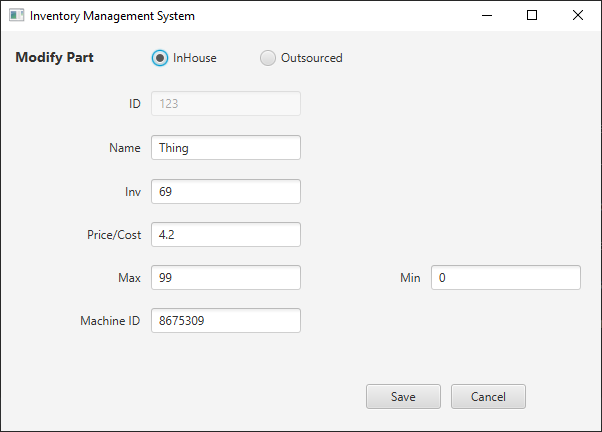 Inventory Management System
Modify Part InHouse Outsourced
ID 123
Name Thing
Inv 69
Price/Cost 4.2
Max 99 Min 0
Machine ID 8675309
Save Cancel